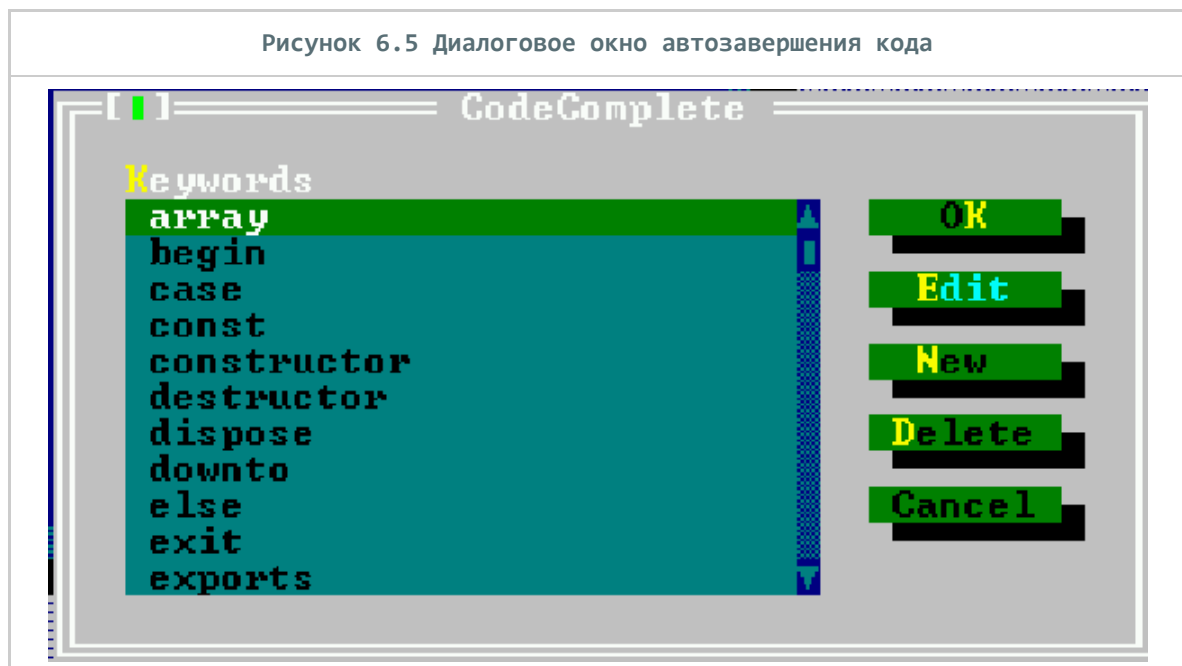 Рисунок 6.5 Диалоговое окно автозавершения кода
[▮] CodeComplete
Keywords
array
begin
case
const
constructor
destructor
dispose
downto
else
exit
exports
OK
Edit
New
Delete
Cancel